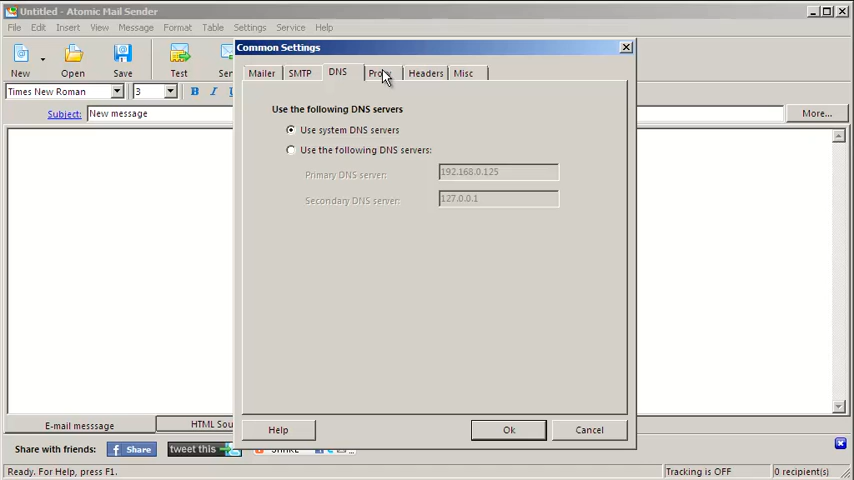 Untitled - Atomic Mail Sender
File Edit Insert View Message Format Table Settings Service Help
Common Settings
Mailer SMTP DNS Headers Misc
New Open Save Test
Times New Roman 3 B I
Subject: New message More...
Use the following DNS servers
Use system DNS servers
Use the following DNS servers:
Primary DNS server: 192.168.0.125
Secondary DNS server: 127.0.0.1
Help Ok Cancel
E-mail messsage HTML Sou
Share with friends: Share tweet this
Ready. For Help, press F1. Tracking is OFF 0 recipient(s)